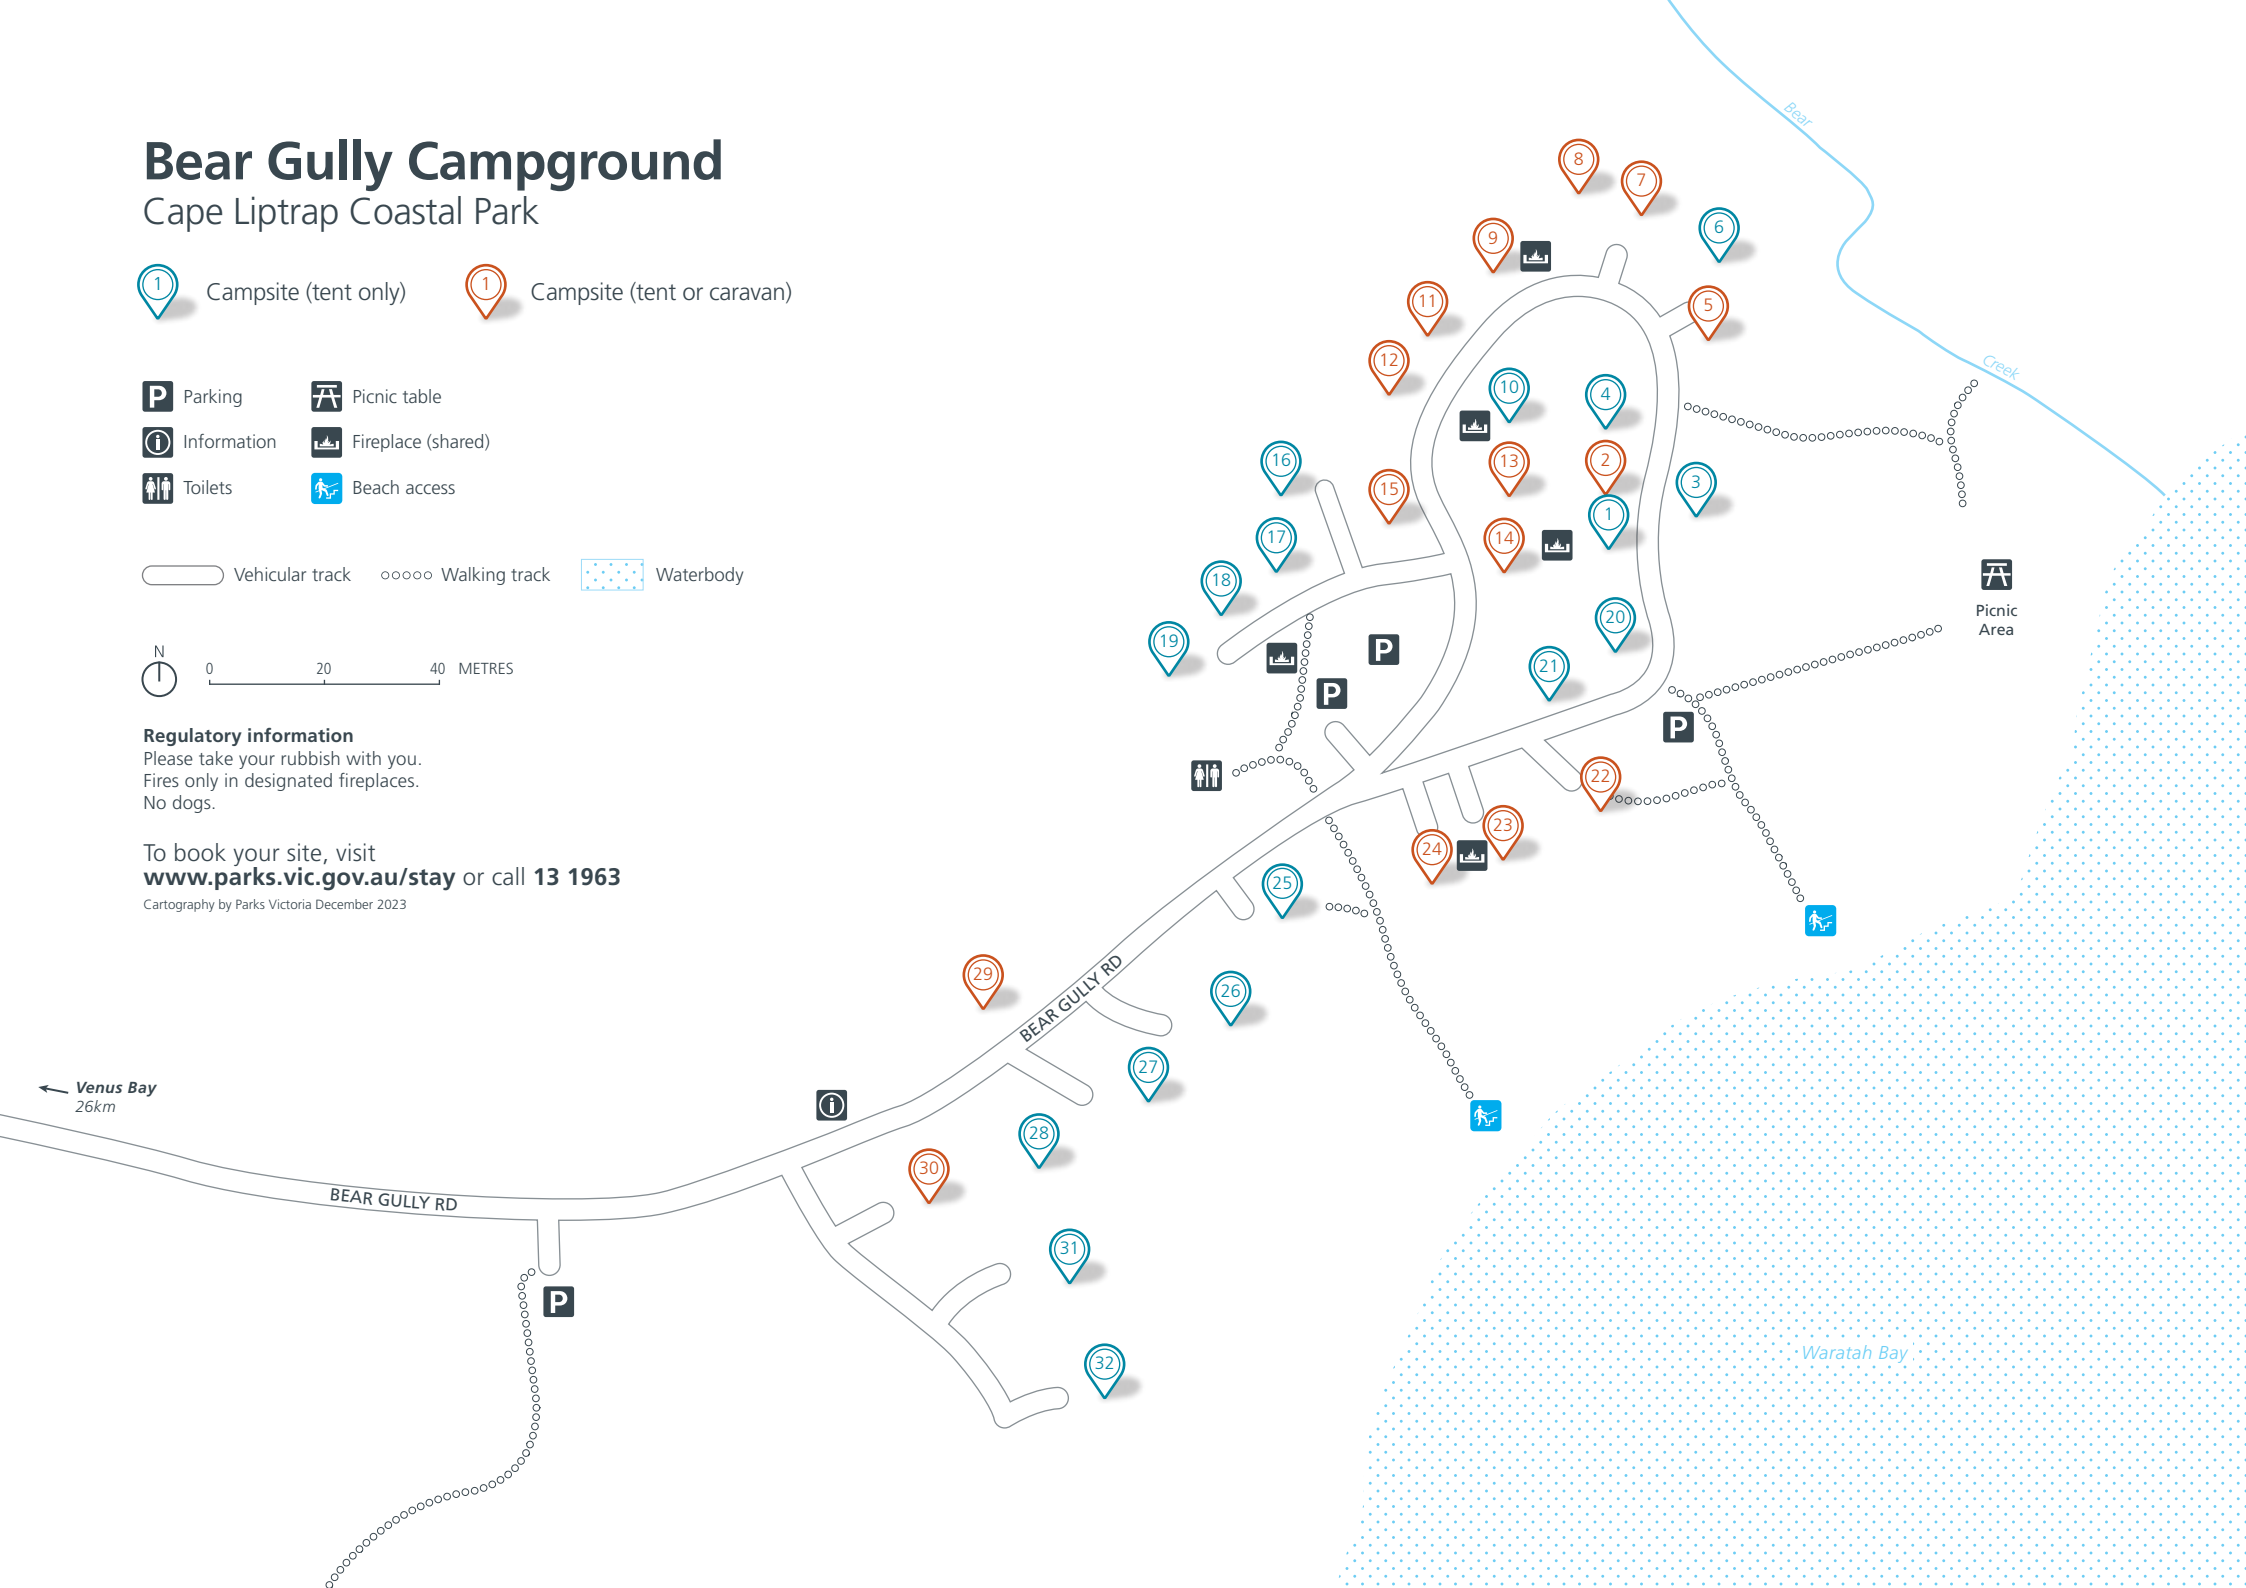 Bear Gully Campground
Cape Liptrap Coastal Park
1 Campsite (tent only)
1 Campsite (tent or caravan)
P Parking
Picnic table
i Information
Fireplace (shared)
Toilets
Beach access
Vehicular track
Walking track
Waterbody
N
0 20 40 METRES
Regulatory information
Please take your rubbish with you.
Fires only in designated fireplaces.
No dogs.
To book your site, visit
www.parks.vic.gov.au/stay or call 13 1963
Cartography by Parks Victoria December 2023
Bear
Creek
8
7
6
9
11
5
12
10
4
16
13
2
15
3
1
17
14
18
Picnic
Area
20
19
P
21
P
P
22
23
24
25
29
26
BEAR GULLY RD
27
Venus Bay
26km
i
28
30
BEAR GULLY RD
31
P
32
Waratah Bay